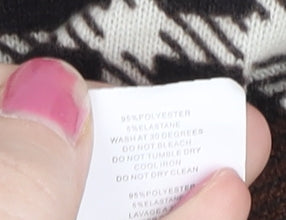 95%POLYESTER
5%ELASTANE
WASH AT 30 DEGREES
DO NOT BLEACH
DO NOT TUMBLE DRY
COOL IRON
DO NOT DRY CLEAN
95%POLYESTER
5%ELASTANE
LAVAGE A